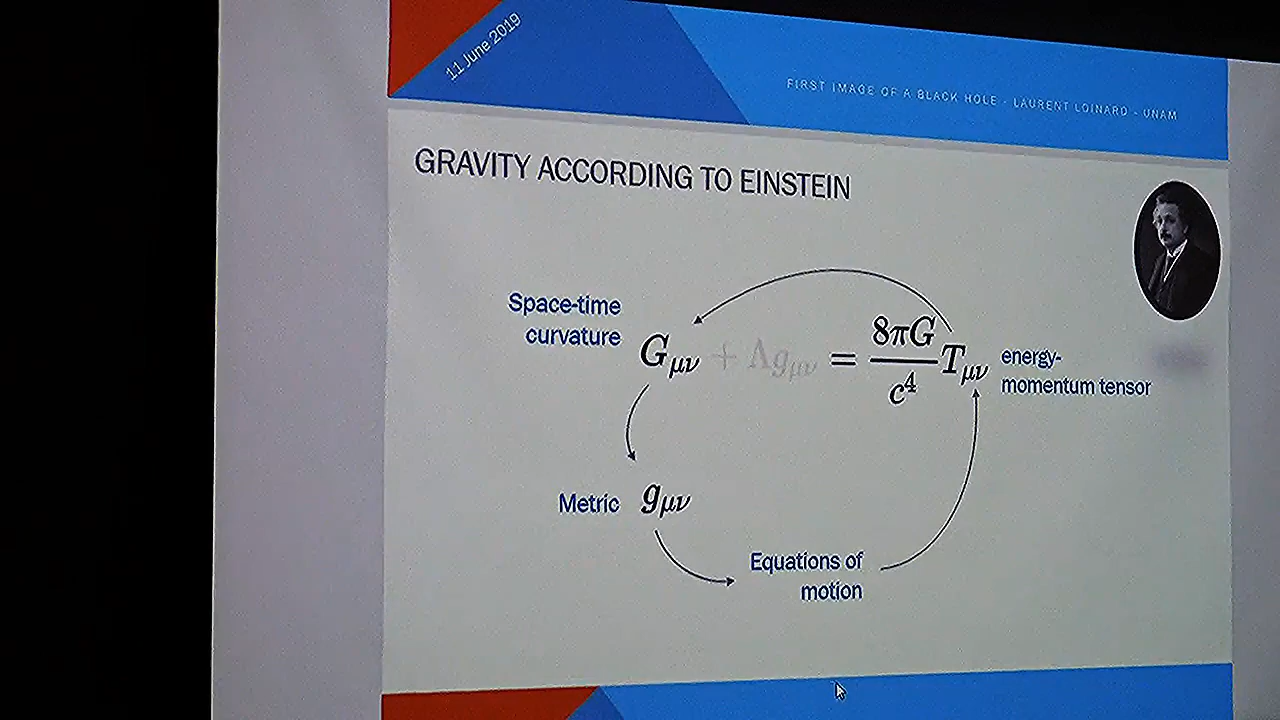 11 June 2019
FIRST IMAGE OF A BLACK HOLE - LAURENT LOINARD - UNAM
GRAVITY ACCORDING TO EINSTEIN
Space-time
curvature
Gμν + Λgμν = 8πG/c⁴ Tμν
energy-
momentum tensor
Metric gμν
Equations of
motion